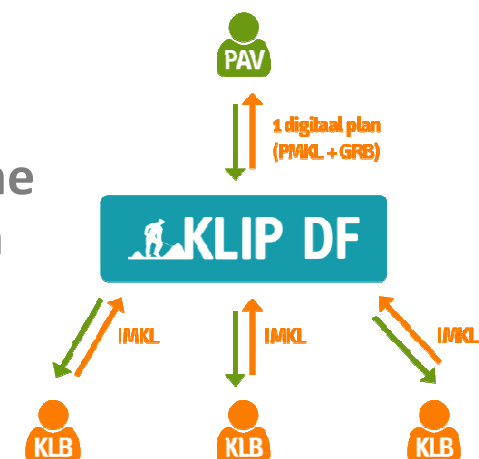 PAV
1 digitaal plan
(PMKL + GRB)
KLIP DF
IMKL IMKL IMKL
KLB KLB KLB